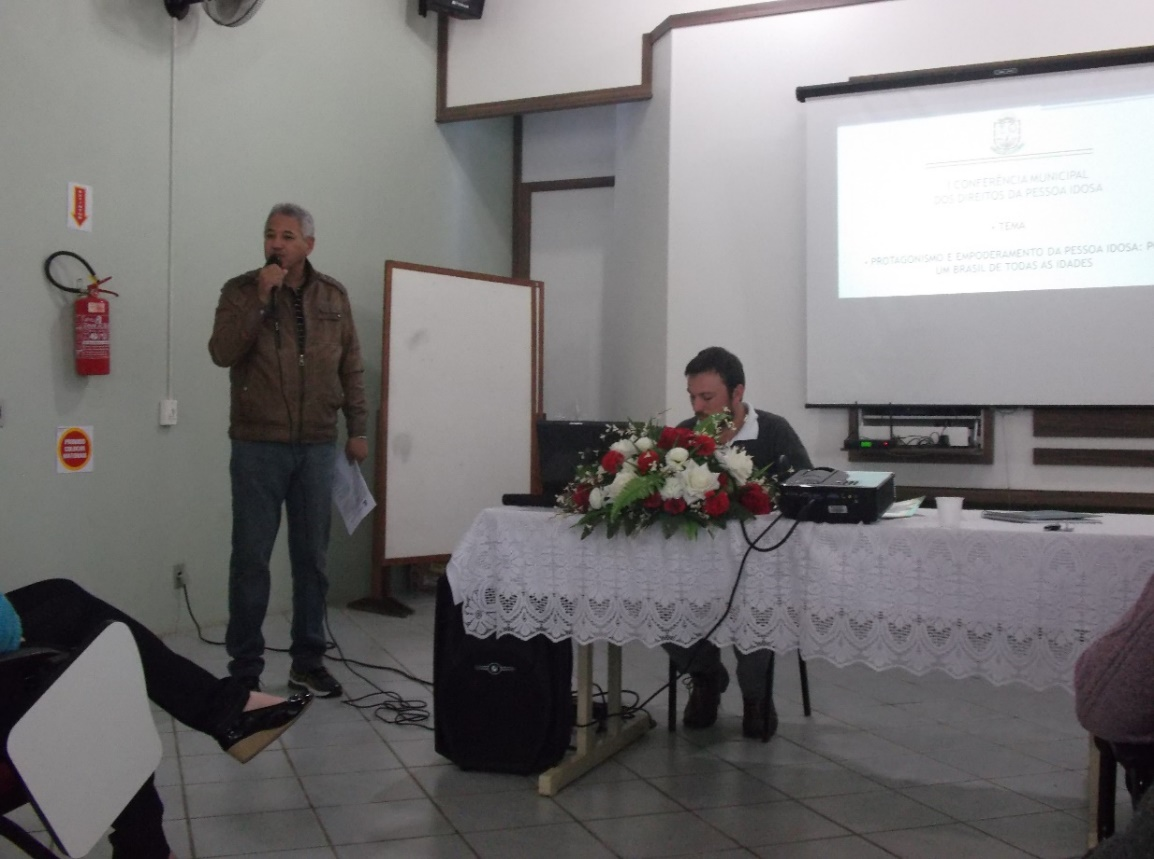 I CONFERÊNCIA MUNICIPAL
DOS DIREITOS DA PESSOA IDOSA
• TEMA
• PROTAGONISMO E EMPODERAMENTO DA PESSOA IDOSA: P
UM BRASIL DE TODAS AS IDADES